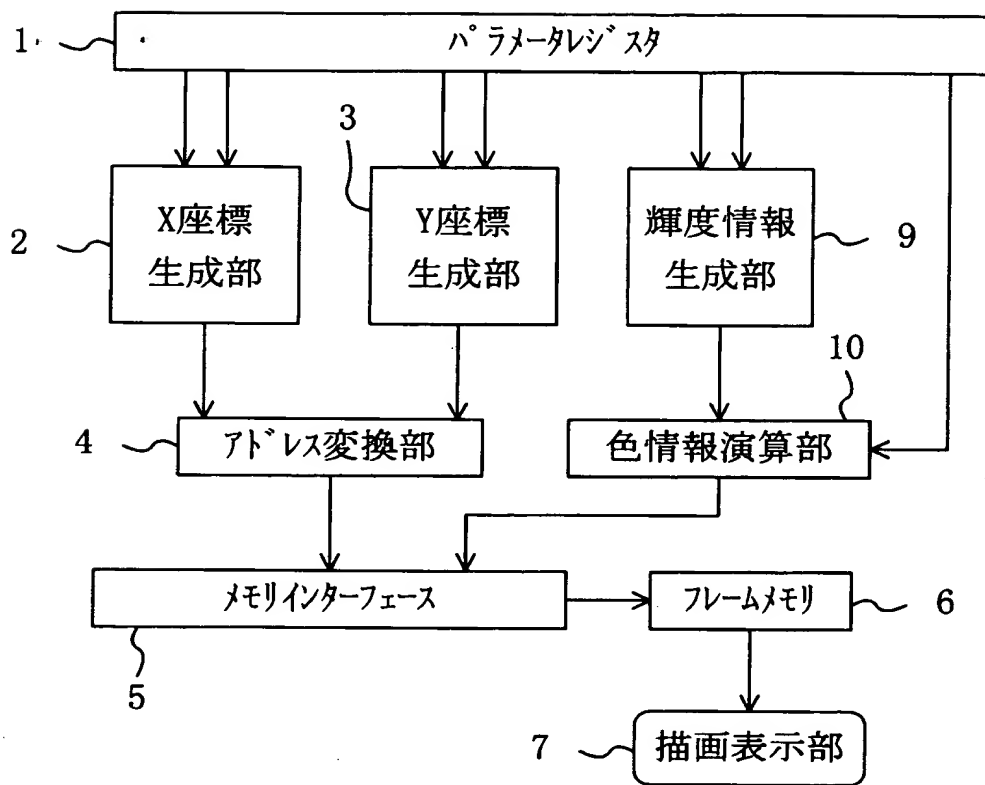 1
パラメータレジスタ
3
2
X座標
生成部
Y座標
生成部
輝度情報
生成部
9
10
4
アドレス変換部
色情報演算部
メモリインターフェース
フレームメモリ
6
5
7
描画表示部